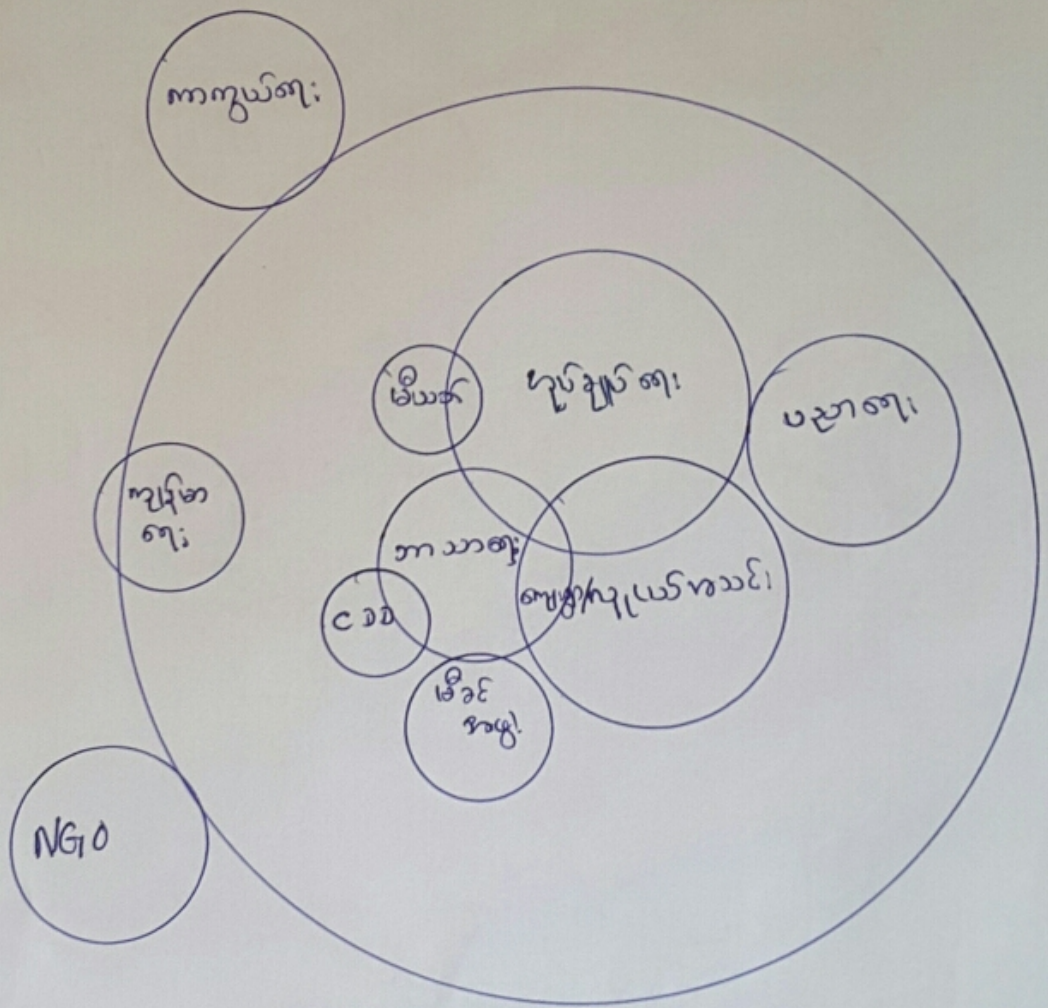 ကာကွယ်ရေး
အုပ်ချုပ်ရေး
မီးသတ်
ပညာရေး
ကျန်းမာ
ရေး
ဘာသာရေး
ကျေးရွာ/လူငယ်အသင်း
CDD
မိခင်
အဖွဲ့
NGO